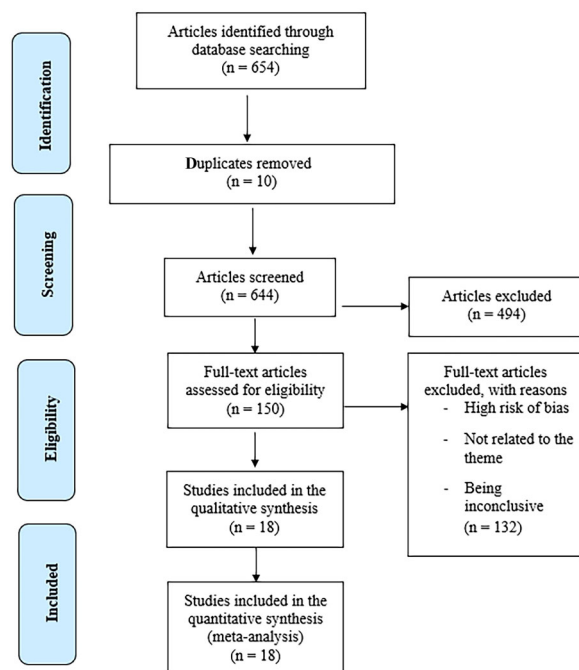 Identification
Articles identified through
database searching
(n = 654)
Duplicates removed
(n = 10)
Screening
Articles screened
(n = 644)
Articles excluded
(n = 494)
Eligibility
Full-text articles
assessed for eligibility
(n = 150)
Full-text articles
excluded, with reasons
- High risk of bias
- Not related to the
theme
- Being
inconclusive
(n = 132)
Studies included in the
qualitative synthesis
(n = 18)
Included
Studies included in the
quantitative synthesis
(meta-analysis)
(n = 18)